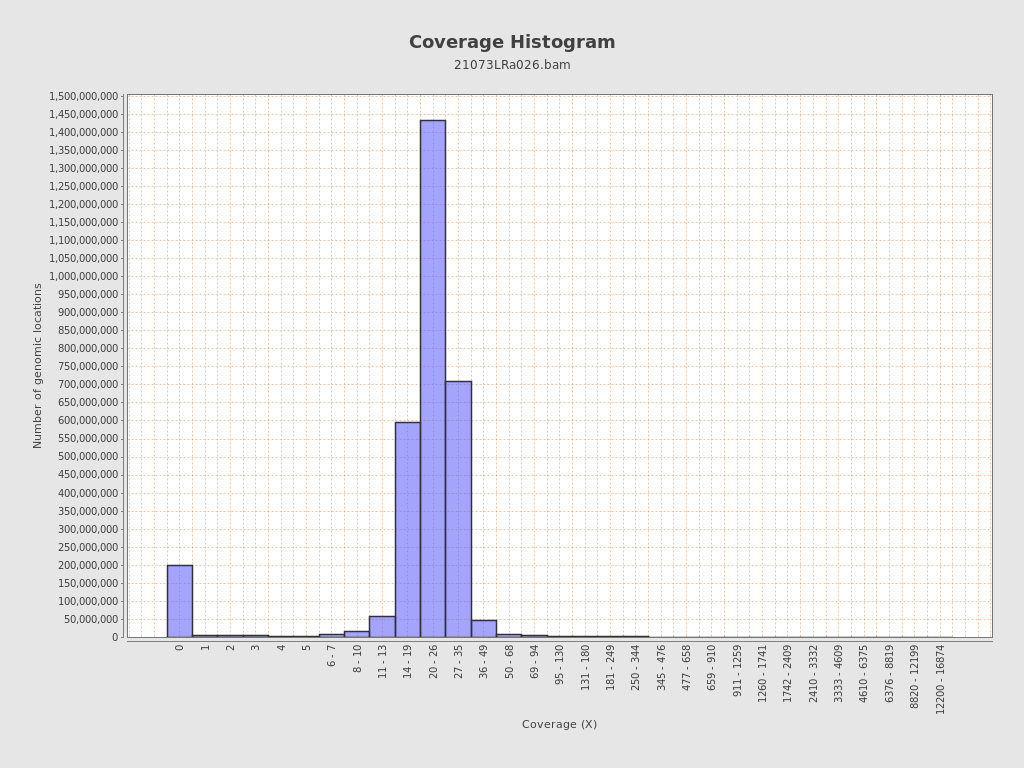 Coverage Histogram
21073LRa026.bam
1,500,000,000
1,450,000,000
1,400,000,000
1,350,000,000
1,300,000,000
1,250,000,000
1,200,000,000
1,150,000,000
1,100,000,000
1,050,000,000
1,000,000,000
950,000,000
900,000,000
850,000,000
800,000,000
750,000,000
700,000,000
650,000,000
600,000,000
550,000,000
500,000,000
450,000,000
400,000,000
350,000,000
300,000,000
250,000,000
200,000,000
150,000,000
100,000,000
50,000,000
0
Number of genomic locations
0
1
2
3
4
5
6 - 7
8 - 10
11 - 13
14 - 19
20 - 26
27 - 35
36 - 49
50 - 68
69 - 94
95 - 130
131 - 180
181 - 249
250 - 344
345 - 476
477 - 658
659 - 910
911 - 1259
1260 - 1741
1742 - 2409
2410 - 3332
3333 - 4609
4610 - 6375
6376 - 8819
8820 - 12199
12200 - 16874
Coverage (X)